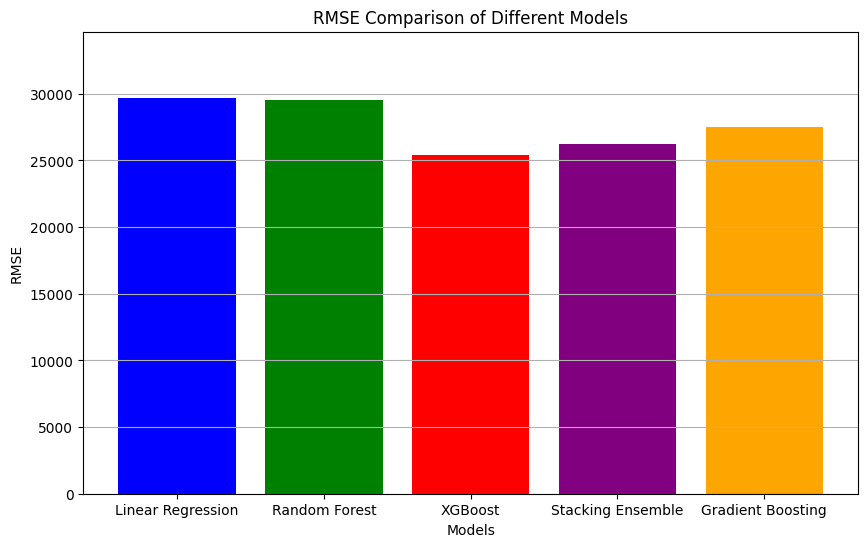 RMSE Comparison of Different Models
RMSE
30000
25000
20000
15000
10000
5000
0
Linear Regression
Random Forest
XGBoost
Stacking Ensemble
Gradient Boosting
Models